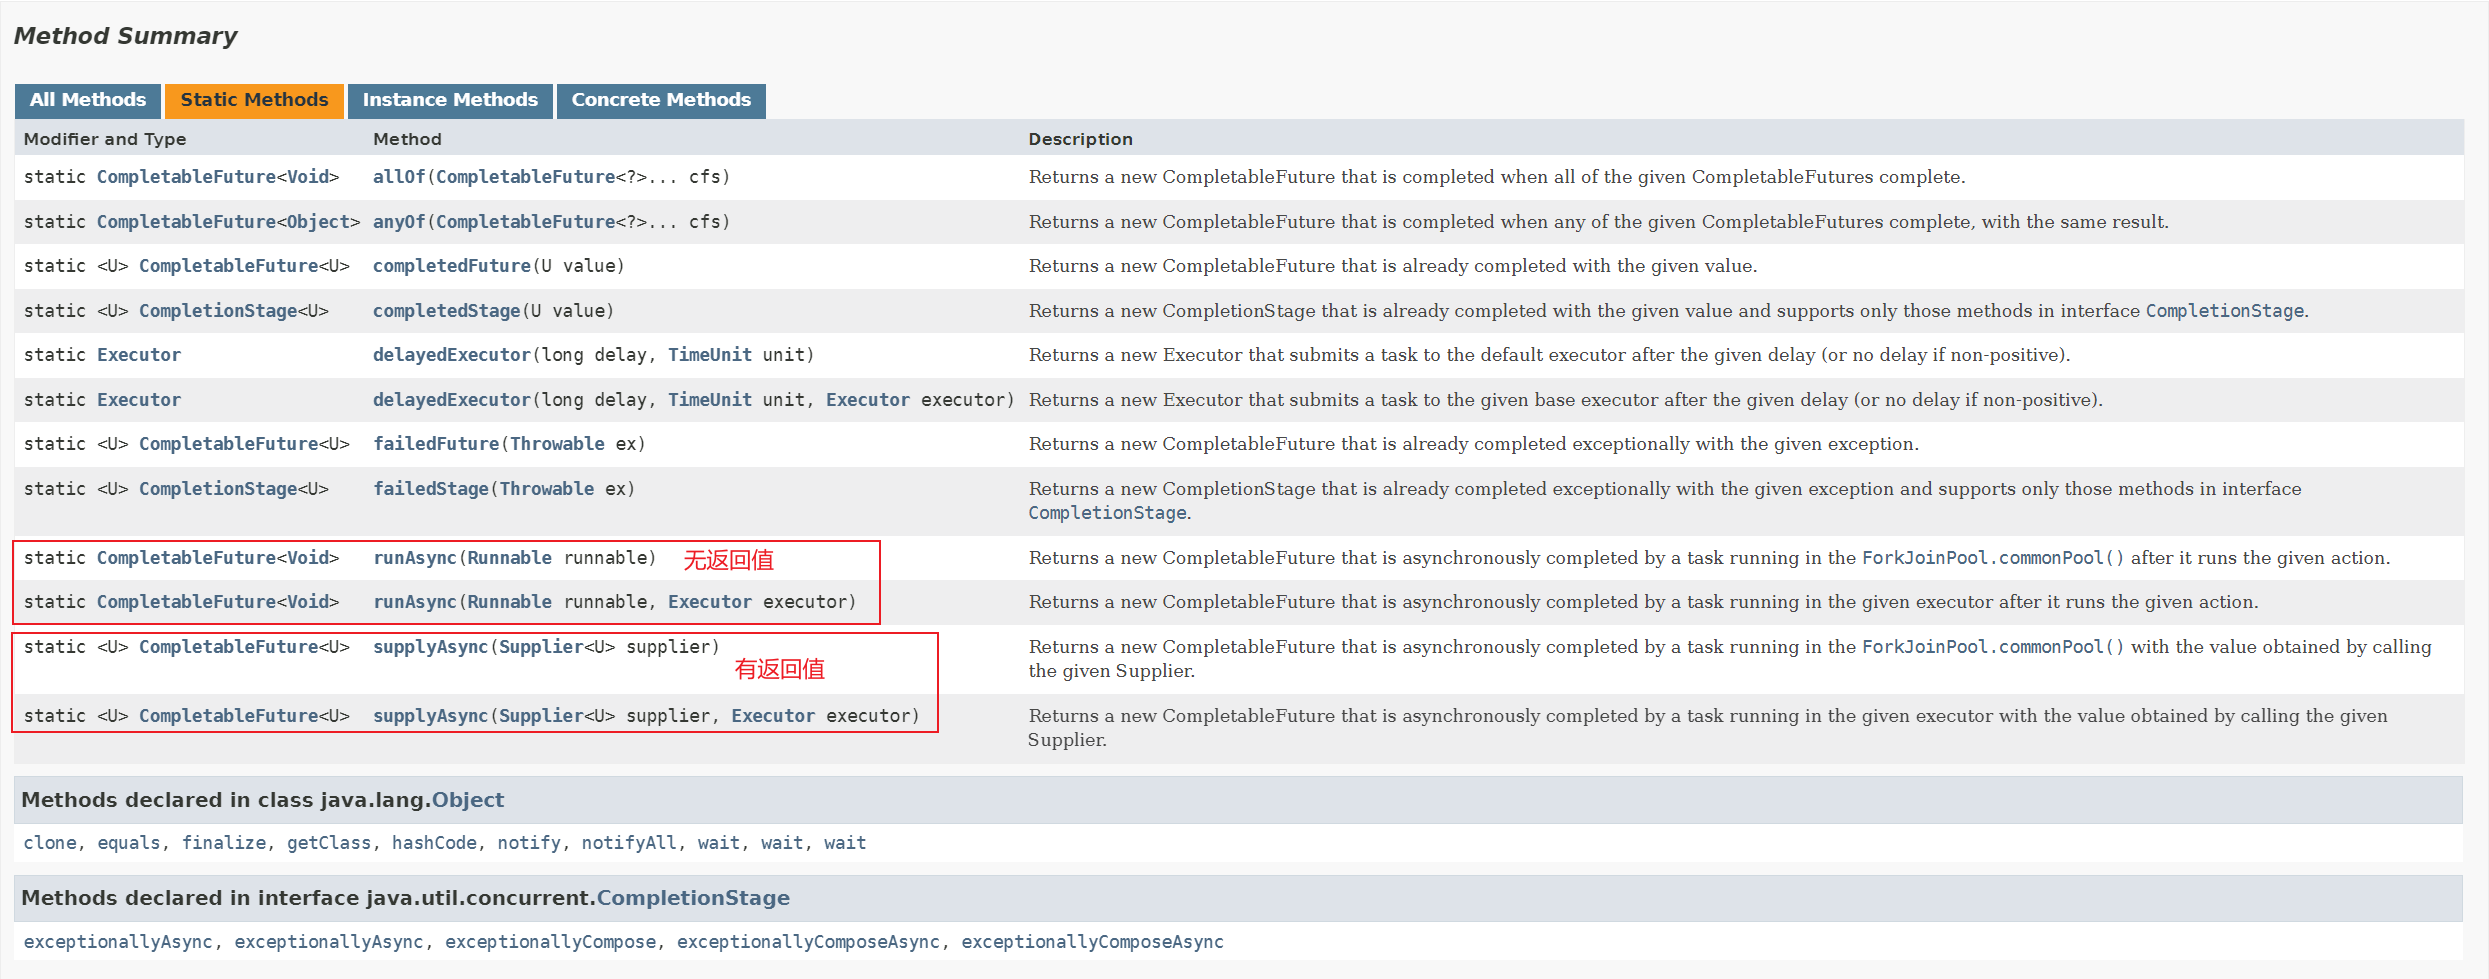 Method Summary
All Methods Static Methods Instance Methods Concrete Methods
Modifier and Type Method Description
static CompletableFuture<Void> allOf(CompletableFuture<?>... cfs) Returns a new CompletableFuture that is completed when all of the given CompletableFutures complete.
static CompletableFuture<Object> anyOf(CompletableFuture<?>... cfs) Returns a new CompletableFuture that is completed when any of the given CompletableFutures complete, with the same result.
static <U> CompletableFuture<U> completedFuture(U value) Returns a new CompletableFuture that is already completed with the given value.
static <U> CompletionStage<U> completedStage(U value) Returns a new CompletionStage that is already completed with the given value and supports only those methods in interface CompletionStage.
static Executor delayedExecutor(long delay, TimeUnit unit) Returns a new Executor that submits a task to the default executor after the given delay (or no delay if non-positive).
static Executor delayedExecutor(long delay, TimeUnit unit, Executor executor) Returns a new Executor that submits a task to the given base executor after the given delay (or no delay if non-positive).
static <U> CompletableFuture<U> failedFuture(Throwable ex) Returns a new CompletableFuture that is already completed exceptionally with the given exception.
static <U> CompletionStage<U> failedStage(Throwable ex) Returns a new CompletionStage that is already completed exceptionally with the given exception and supports only those methods in interface
CompletionStage.
static CompletableFuture<Void> runAsync(Runnable runnable) 无返回值 Returns a new CompletableFuture that is asynchronously completed by a task running in the ForkJoinPool.commonPool() after it runs the given action.
static CompletableFuture<Void> runAsync(Runnable runnable, Executor executor) Returns a new CompletableFuture that is asynchronously completed by a task running in the given executor after it runs the given action.
static <U> CompletableFuture<U> supplyAsync(Supplier<U> supplier) Returns a new CompletableFuture that is asynchronously completed by a task running in the ForkJoinPool.commonPool() with the value obtained by calling
有返回值 the given Supplier.
static <U> CompletableFuture<U> supplyAsync(Supplier<U> supplier, Executor executor) Returns a new CompletableFuture that is asynchronously completed by a task running in the given executor with the value obtained by calling the given
Supplier.
Methods declared in class java.lang.Object
clone, equals, finalize, getClass, hashCode, notify, notifyAll, wait, wait, wait
Methods declared in interface java.util.concurrent.CompletionStage
exceptionallyAsync, exceptionallyAsync, exceptionallyCompose, exceptionallyComposeAsync, exceptionallyComposeAsync